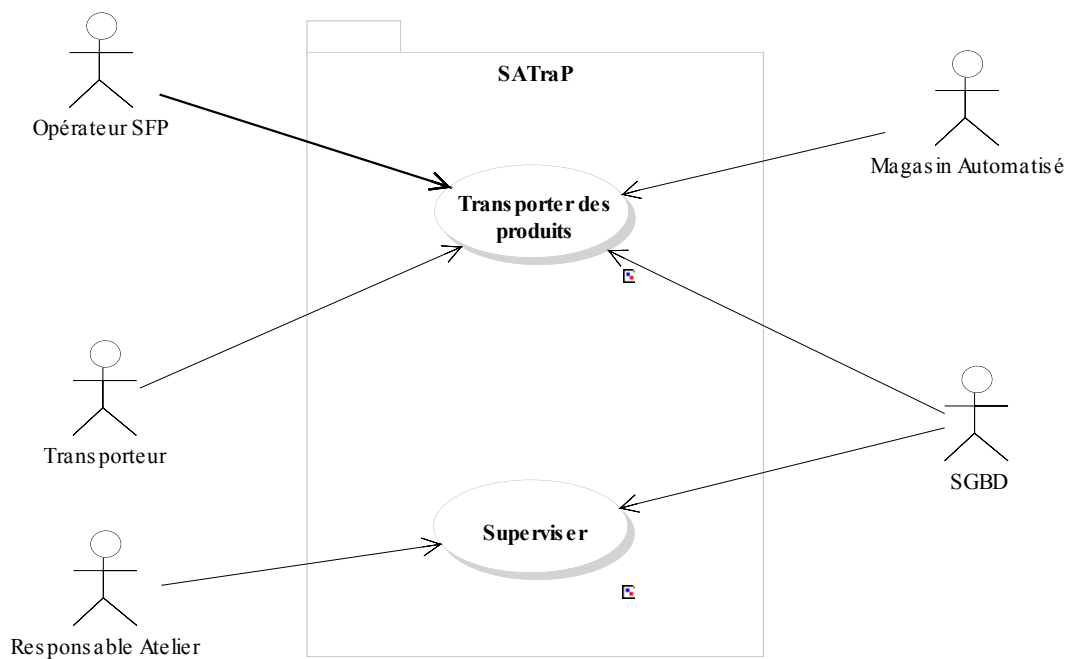 SATraP
Opérateur SFP
Magasin Automatisé
Transporter des
produits
Transporteur
SGBD
Superviser
Responsable Atelier